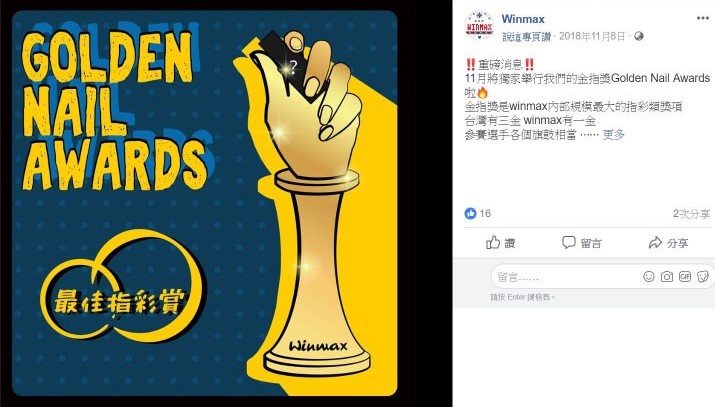 GOLDEN
NAIL
AWARDS
最佳指彩賞
?
Winmax
WINMAX
Winmax
說這專頁讚 · 2018年11月8日 ·
‼️重磅消息‼️
11月將獨家舉行我們的金指獎Golden Nail Awards
啦🔥
金指獎是winmax內部規模最大的指彩類獎項
台灣有三金 winmax有一金
參賽選手各個旗鼓相當 …… 更多
16
2次分享
讚 留言 分享
留言……
GIF
請按 Enter 鍵發表。